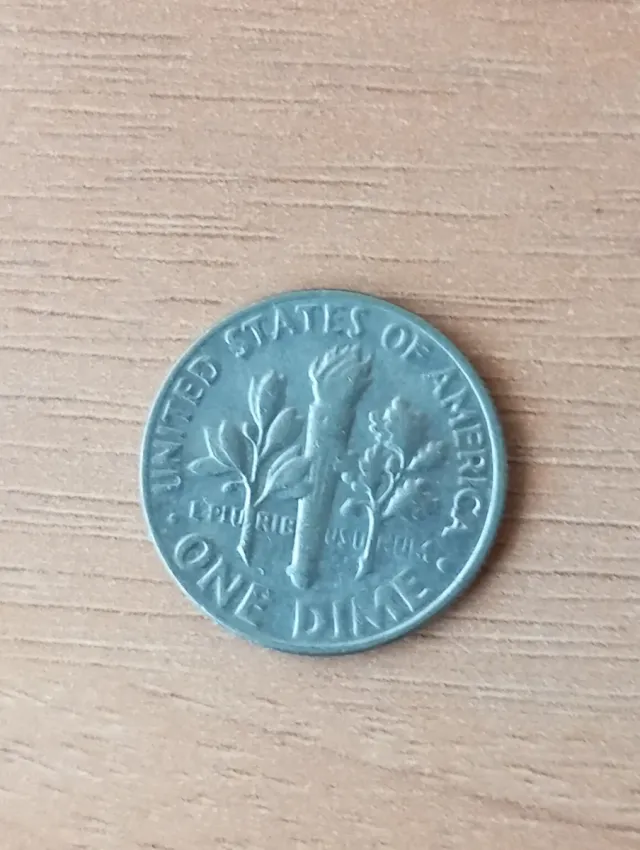 UNITED STATES OF AMERICA
E PLURIBUS UNUM
• ONE DIME •